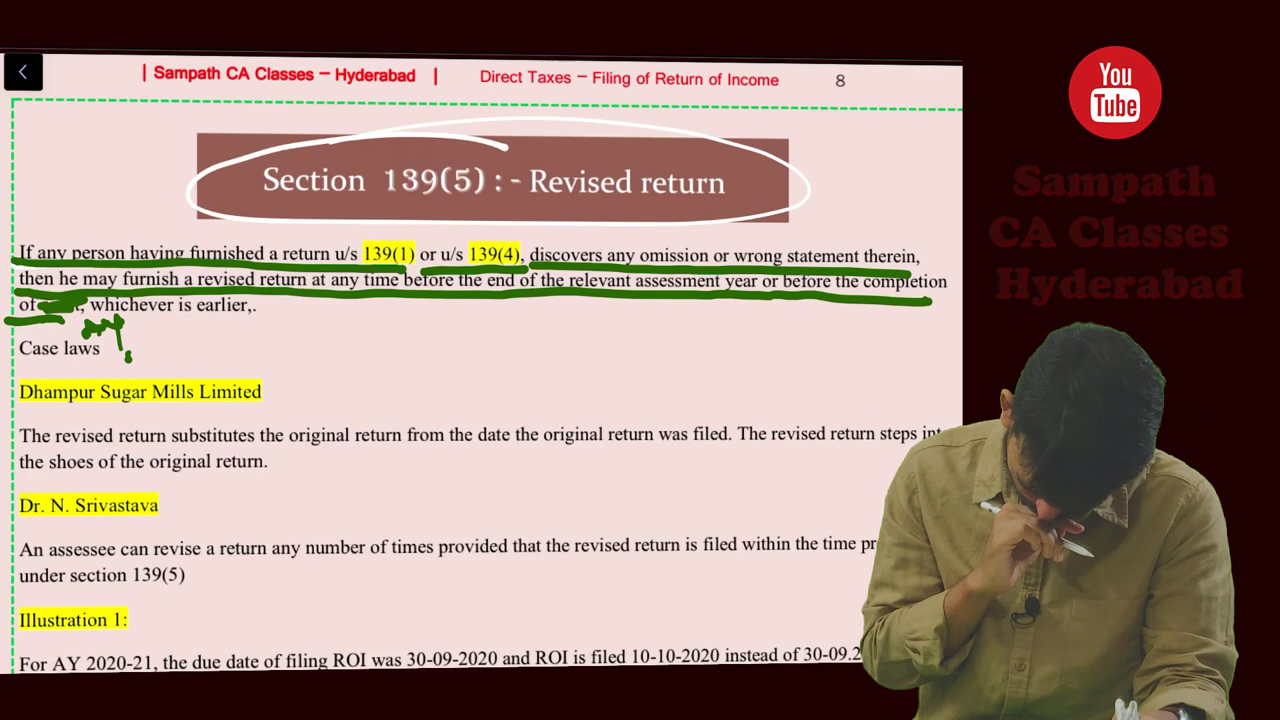 | Sampath CA Classes – Hyderabad | Direct Taxes – Filing of Return of Income 8
You
Tube
Sampath
CA Classes
Hyderabad
Section 139(5) : - Revised return
If any person having furnished a return u/s 139(1) or u/s 139(4), discovers any omission or wrong statement therein,
then he may furnish a revised return at any time before the end of the relevant assessment year or before the completion
of whichever is earlier,.
Case laws
Dhampur Sugar Mills Limited
The revised return substitutes the original return from the date the original return was filed. The revised return steps
the shoes of the original return.
Dr. N. Srivastava
An assessee can revise a return any number of times provided that the revised return is filed within the time
under section 139(5)
Illustration 1:
For AY 2020-21, the due date of filing ROI was 30-09-2020 and ROI is filed 10-10-2020 instead of